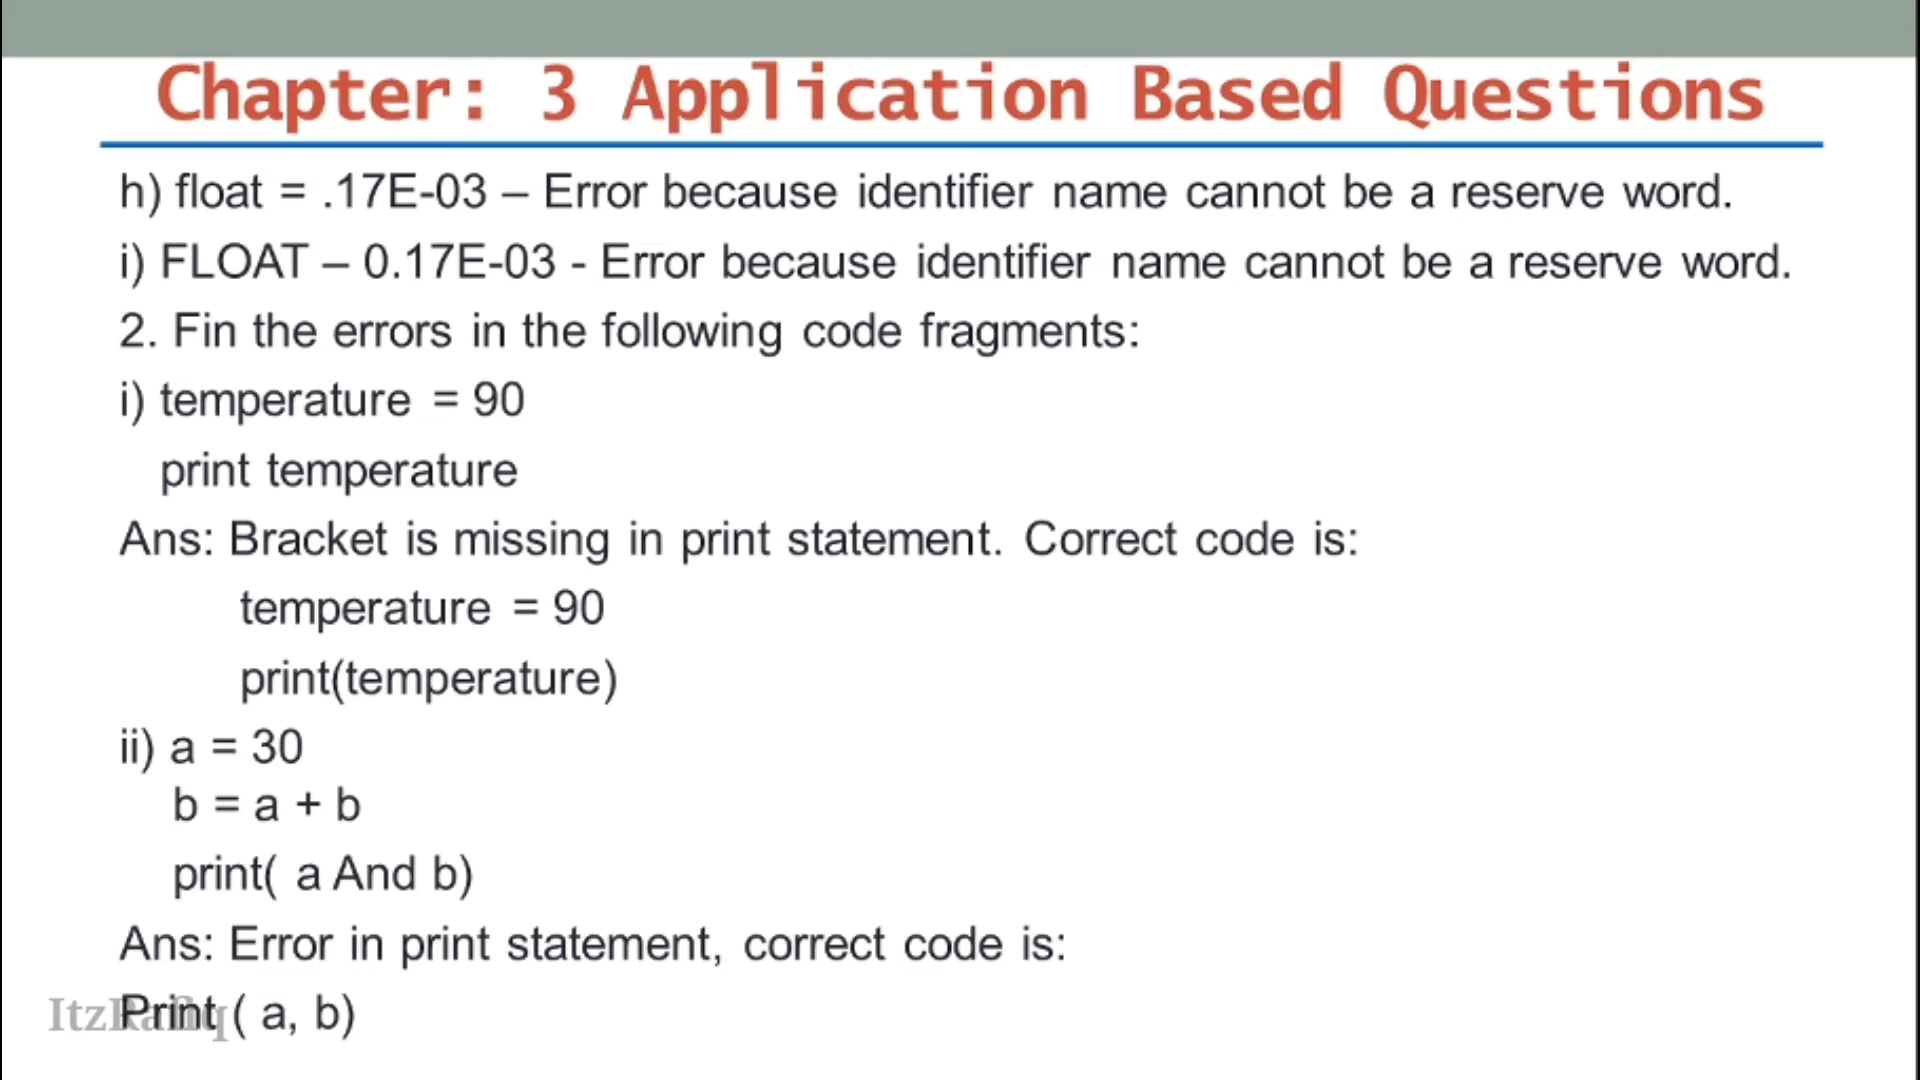 Chapter: 3 Application Based Questions
h) float = .17E-03 – Error because identifier name cannot be a reserve word.
i) FLOAT – 0.17E-03 - Error because identifier name cannot be a reserve word.
2. Fin the errors in the following code fragments:
i) temperature = 90
print temperature
Ans: Bracket is missing in print statement. Correct code is:
temperature = 90
print(temperature)
ii) a = 30
b = a + b
print( a And b)
Ans: Error in print statement, correct code is:
Print ( a, b)
ItzRafiq